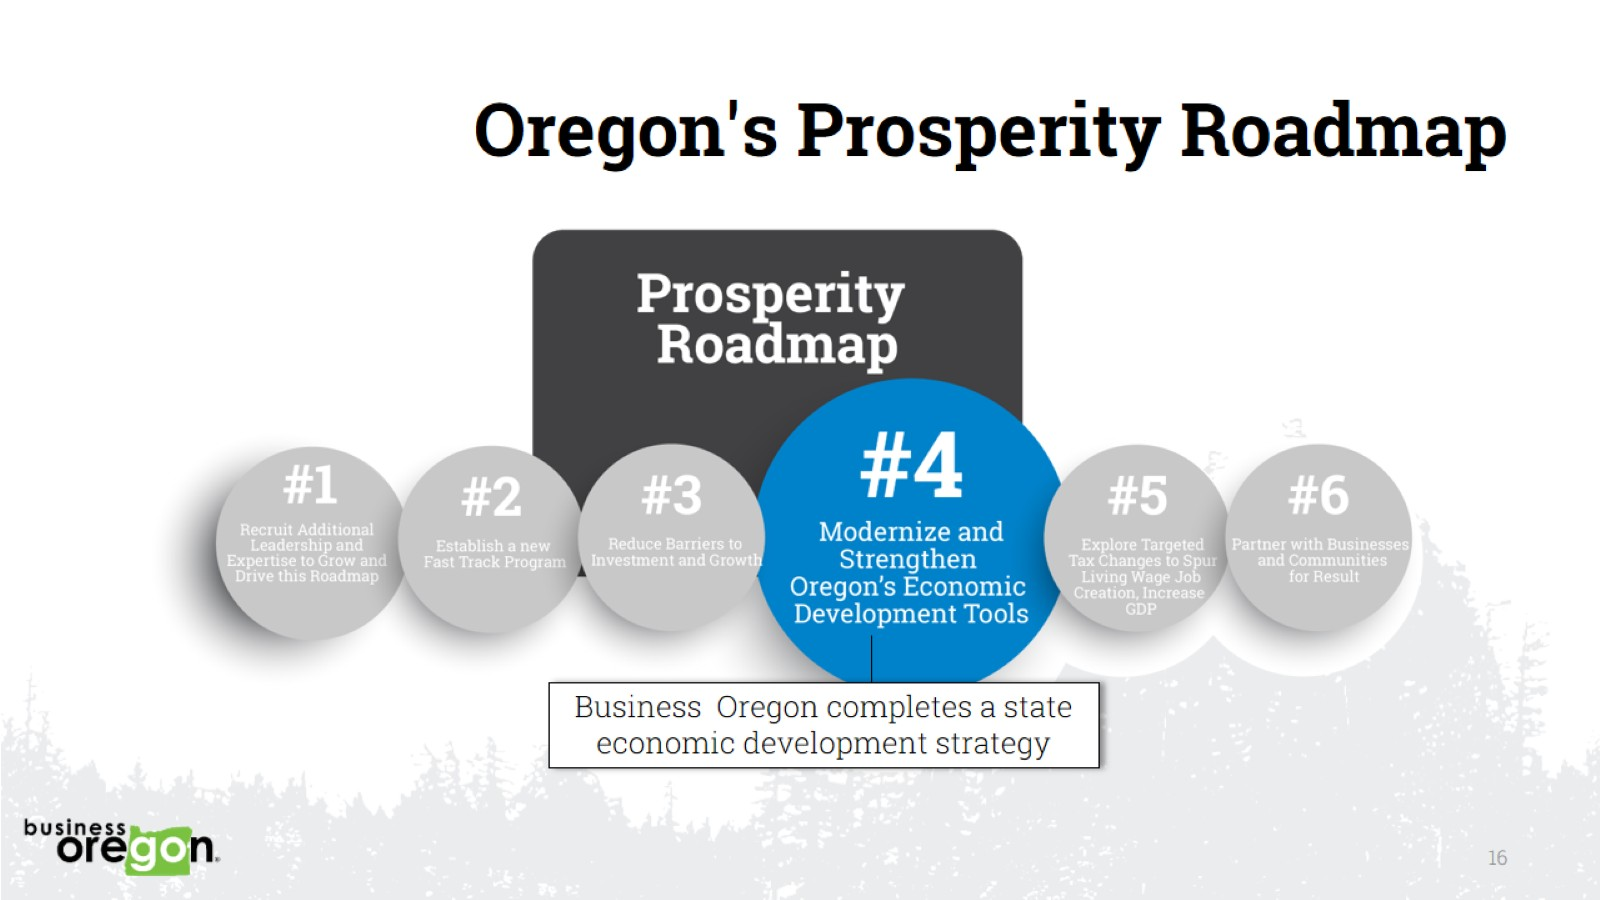 Oregon's Prosperity Roadmap
Prosperity
Roadmap
#1
Recruit Additional
Leadership and
Expertise to Grow and
Drive this Roadmap
#2
Establish a new
Fast Track Program
#3
Reduce Barriers to
Investment and Growth
#4
Modernize and
Strengthen
Oregon’s Economic
Development Tools
#5
Explore Targeted
Tax Changes to Spur
Living Wage Job
Creation, Increase
GDP
#6
Partner with Businesses
and Communities
for Result
Business  Oregon completes a state
economic development strategy
business
oregon.
16